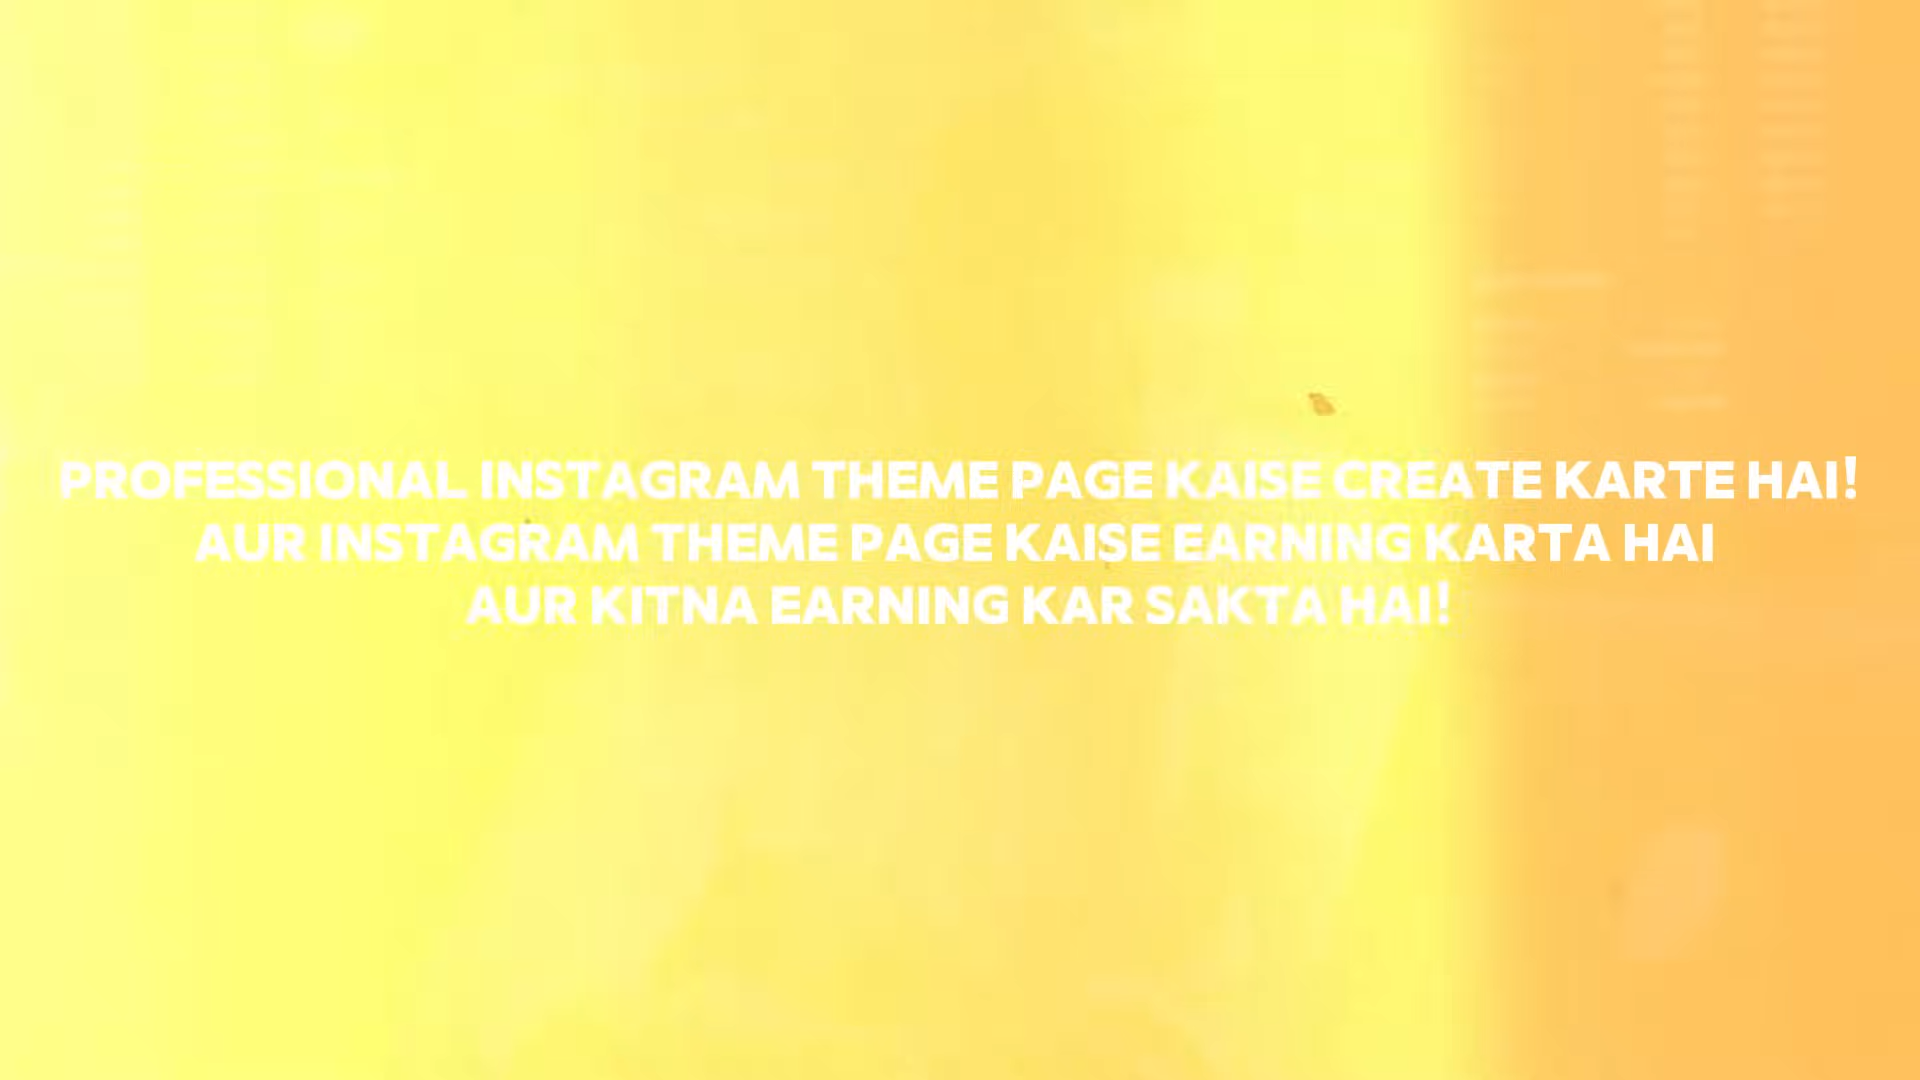 PROFESSIONAL INSTAGRAM THEME PAGE KAISE CREATE KARTE HAI!
AUR INSTAGRAM THEME PAGE KAISE EARNING KARTA HAI
AUR KITNA EARNING KAR SAKTA HAI!